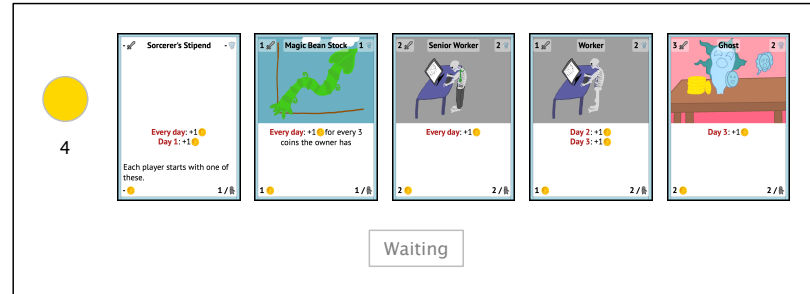 - Sorcerer's Stipend -
Every day: +1
Day 1: +1
Each player starts with one of
these.
- 1 /
1 Magic Bean Stock 1
Every day: +1 for every 3
coins the owner has
1 1 /
2 Senior Worker 2
Every day: +1
2 2 /
1 Worker 2
Day 2: +1
Day 3: +1
1 2 /
3 Ghost 2
Day 3: +1
2 2 /
4
Waiting